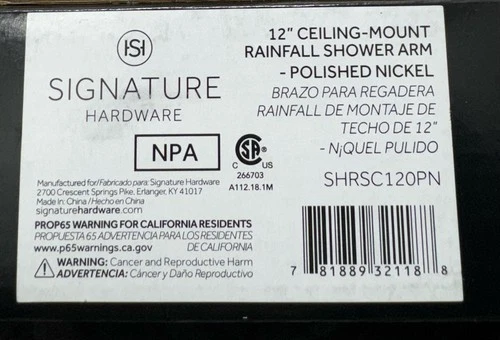 SH
SIGNATURE
HARDWARE
NPA
SA
C US
266703
A112.18.1M
Manufactured for/Fabricado para: Signature Hardware
2700 Crescent Springs Pike, Erlanger, KY 41017
Made in: China / Hecho en China
signaturehardware.com
PROP65 WARNING FOR CALIFORNIA RESIDENTS
PROPUESTA 65 ADVERTENCIA PARA LOS RESIDENTES
www.p65warnings.ca.gov DE CALIFORNIA
WARNING: Cancer and Reproductive Harm
ADVERTENCIA: Cáncer y Daño Reproductivo
12" CEILING-MOUNT
RAINFALL SHOWER ARM
- POLISHED NICKEL
BRAZO PARA REGADERA
RAINFALL DE MONTAJE DE
TECHO DE 12"
- N¡QUEL PULIDO
SHRSC120PN
7 81889 32118 8